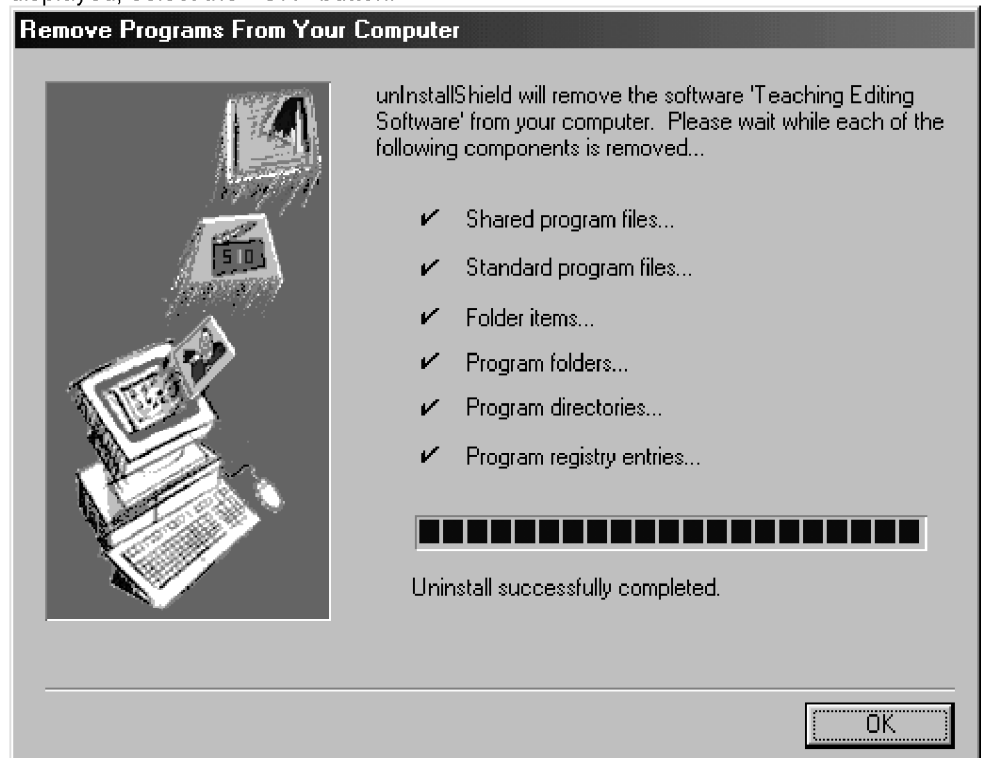 Remove Programs From Your Computer
unInstallShield will remove the software 'Teaching Editing
Software' from your computer. Please wait while each of the
following components is removed...
✔ Shared program files...
✔ Standard program files...
✔ Folder items...
✔ Program folders...
✔ Program directories...
✔ Program registry entries...
Uninstall successfully completed.
OK